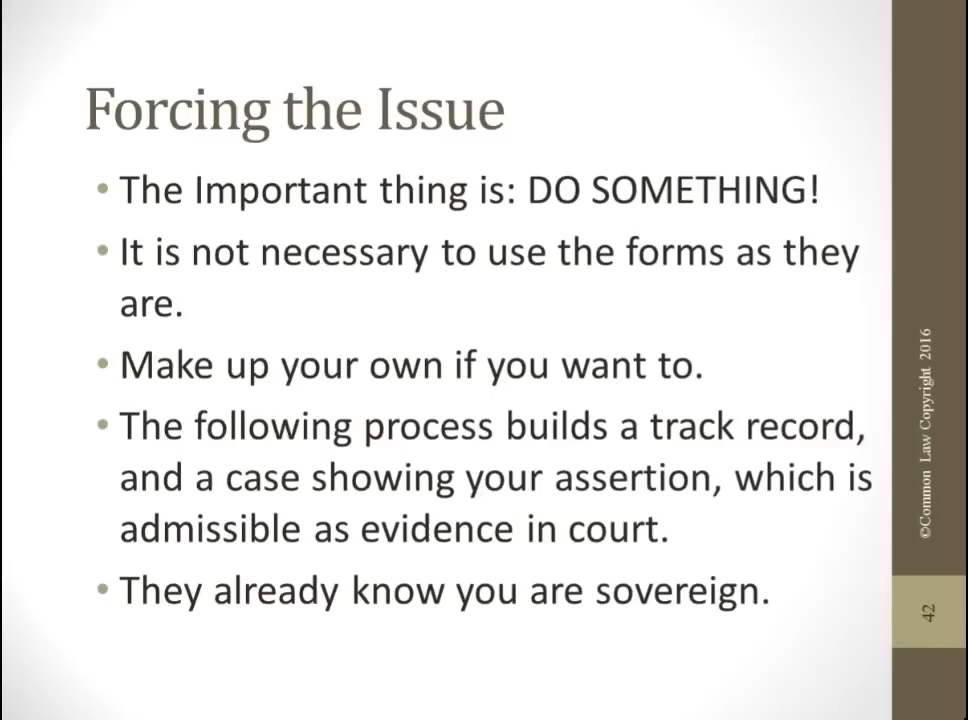 Forcing the Issue
• The Important thing is: DO SOMETHING!
• It is not necessary to use the forms as they
are.
• Make up your own if you want to.
• The following process builds a track record,
and a case showing your assertion, which is
admissible as evidence in court.
• They already know you are sovereign.
©Common Law Copyright 2016
42